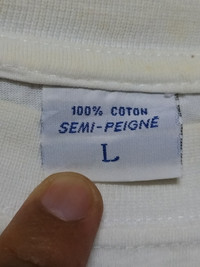 100% COTON
SEMI-PEIGNÉ
L